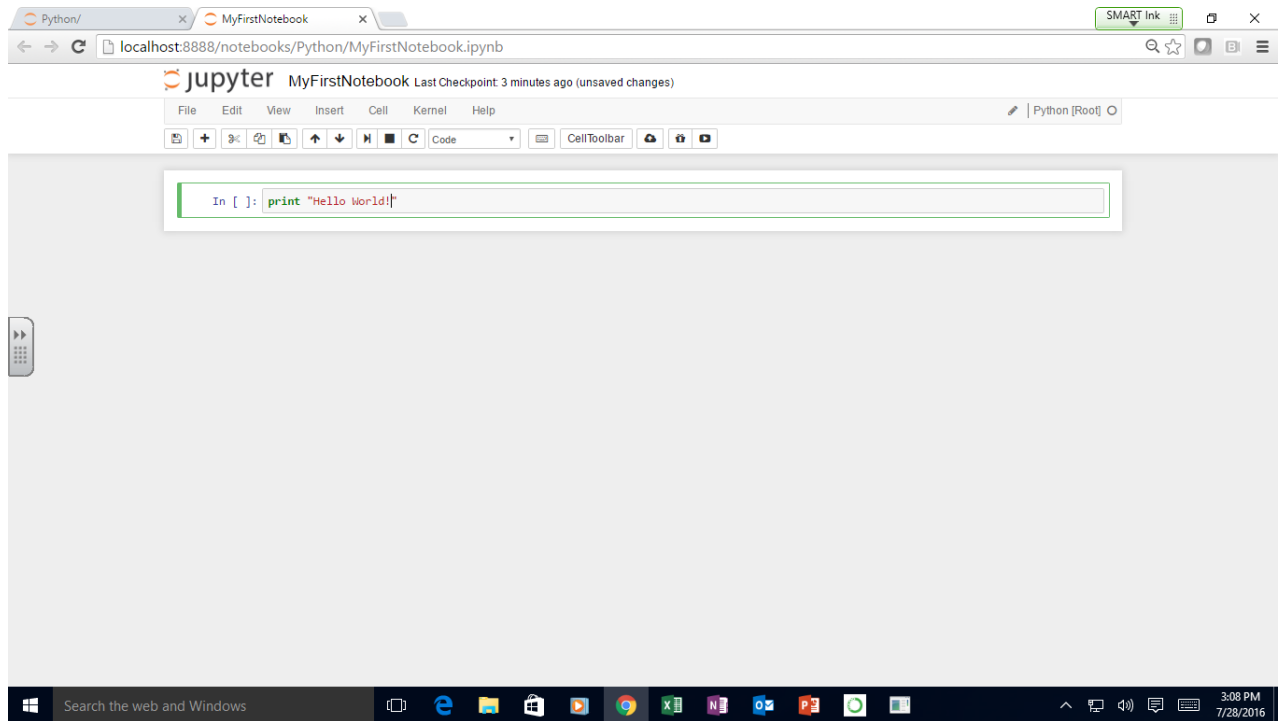 Python/
MyFirstNotebook
SMART Ink
localhost:8888/notebooks/Python/MyFirstNotebook.ipynb
jupyter MyFirstNotebook Last Checkpoint: 3 minutes ago (unsaved changes)
File Edit View Insert Cell Kernel Help Python [Root]
Code CellToolbar
In [ ]: print "Hello World!"
Search the web and Windows
3:08 PM
7/28/2016